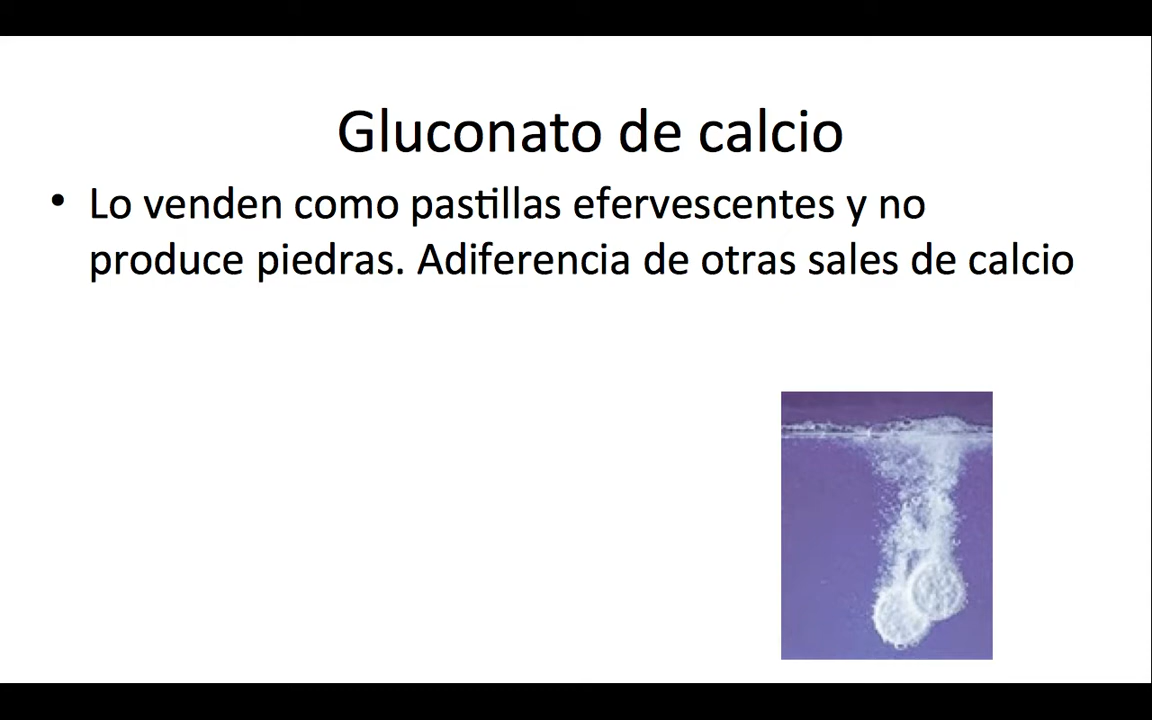 Gluconato de calcio
• Lo venden como pastillas efervescentes y no
produce piedras. Adiferencia de otras sales de calcio